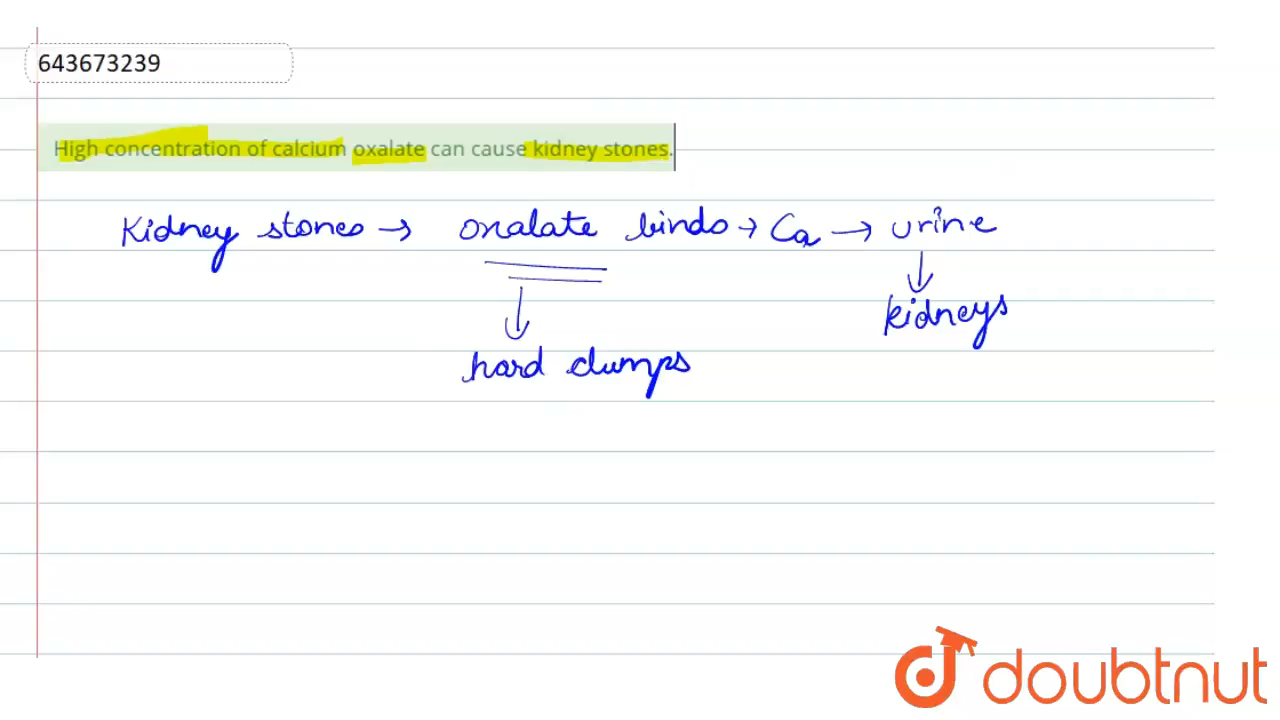 643673239
High concentration of calcium oxalate can cause kidney stones.
Kidney stones → oxalate binds → Ca → urine
↓
kidneys
↓
hard clumps
doubtnut